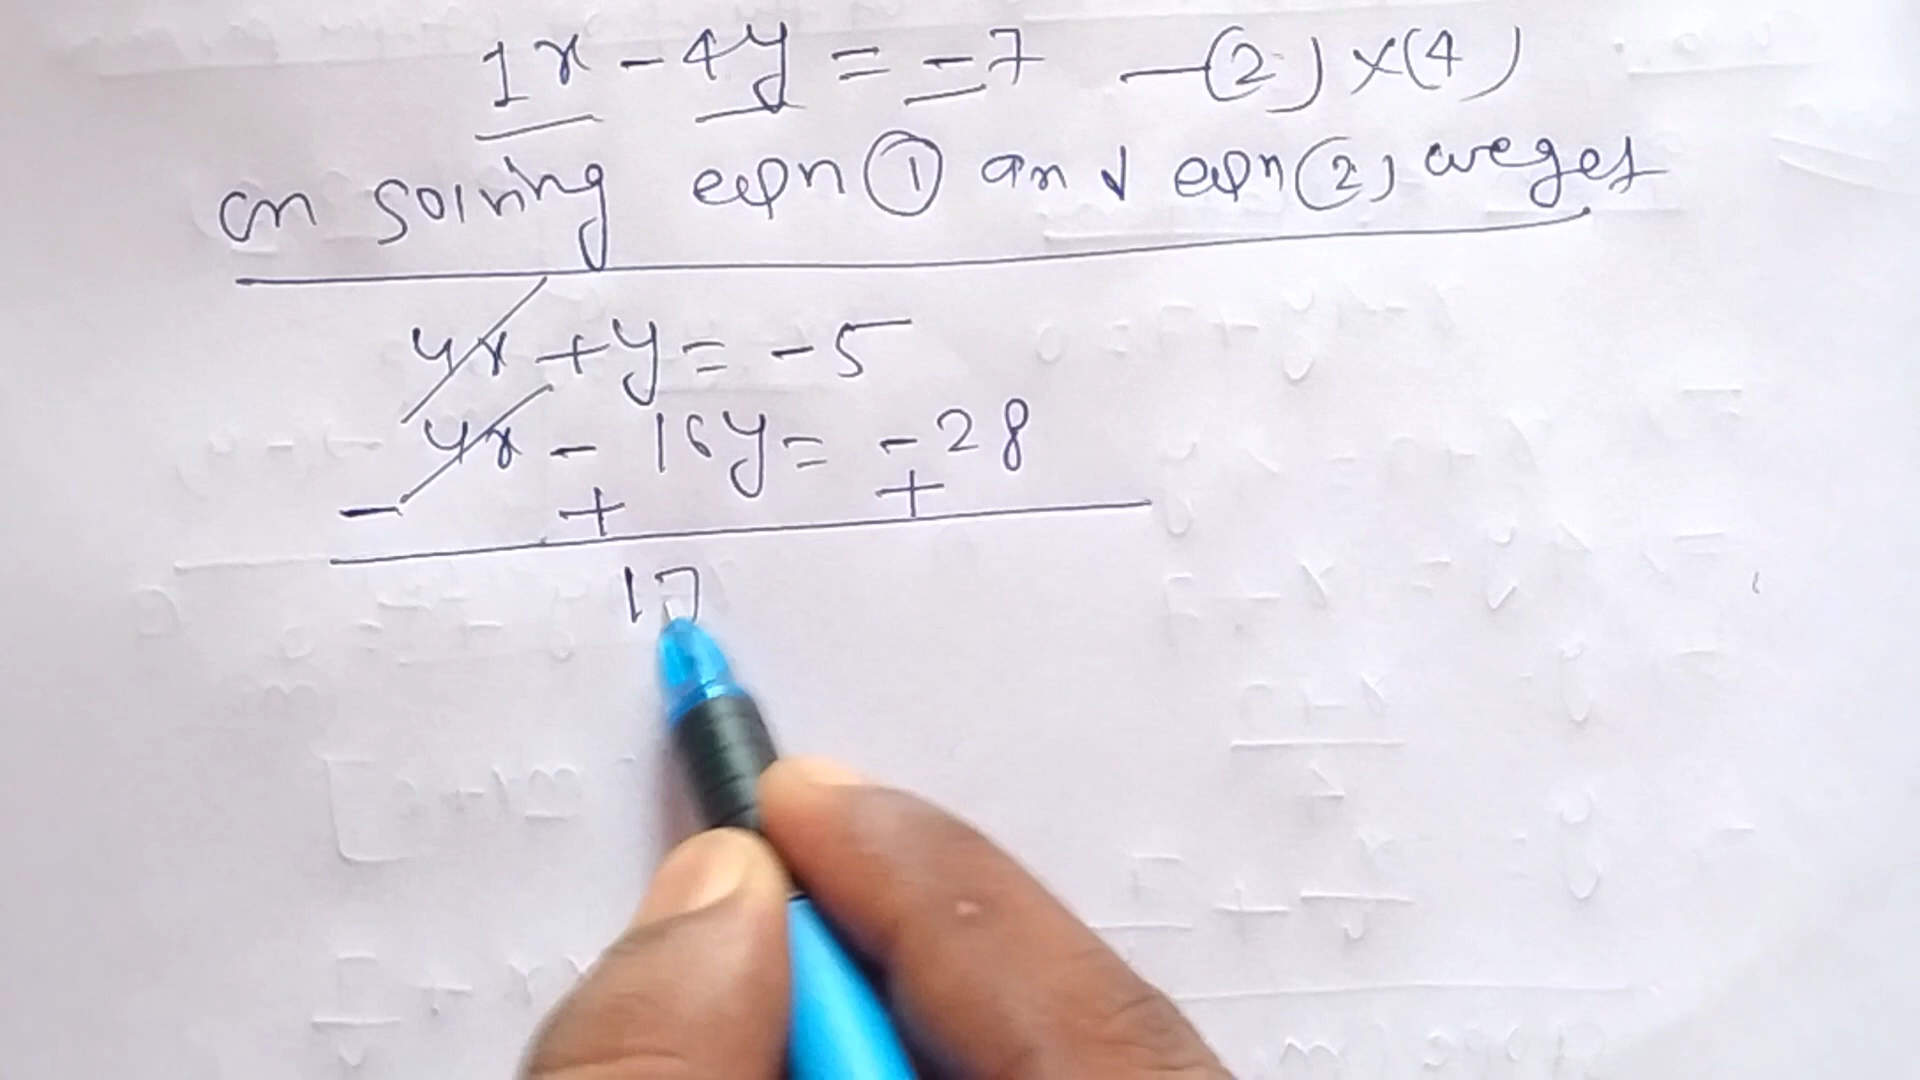 1x - 4y = -7 —(2) ×(4)
on solving eqn ① and eqn (2) we get
4x + y = -5
4x - 16y = -28
- + +
17